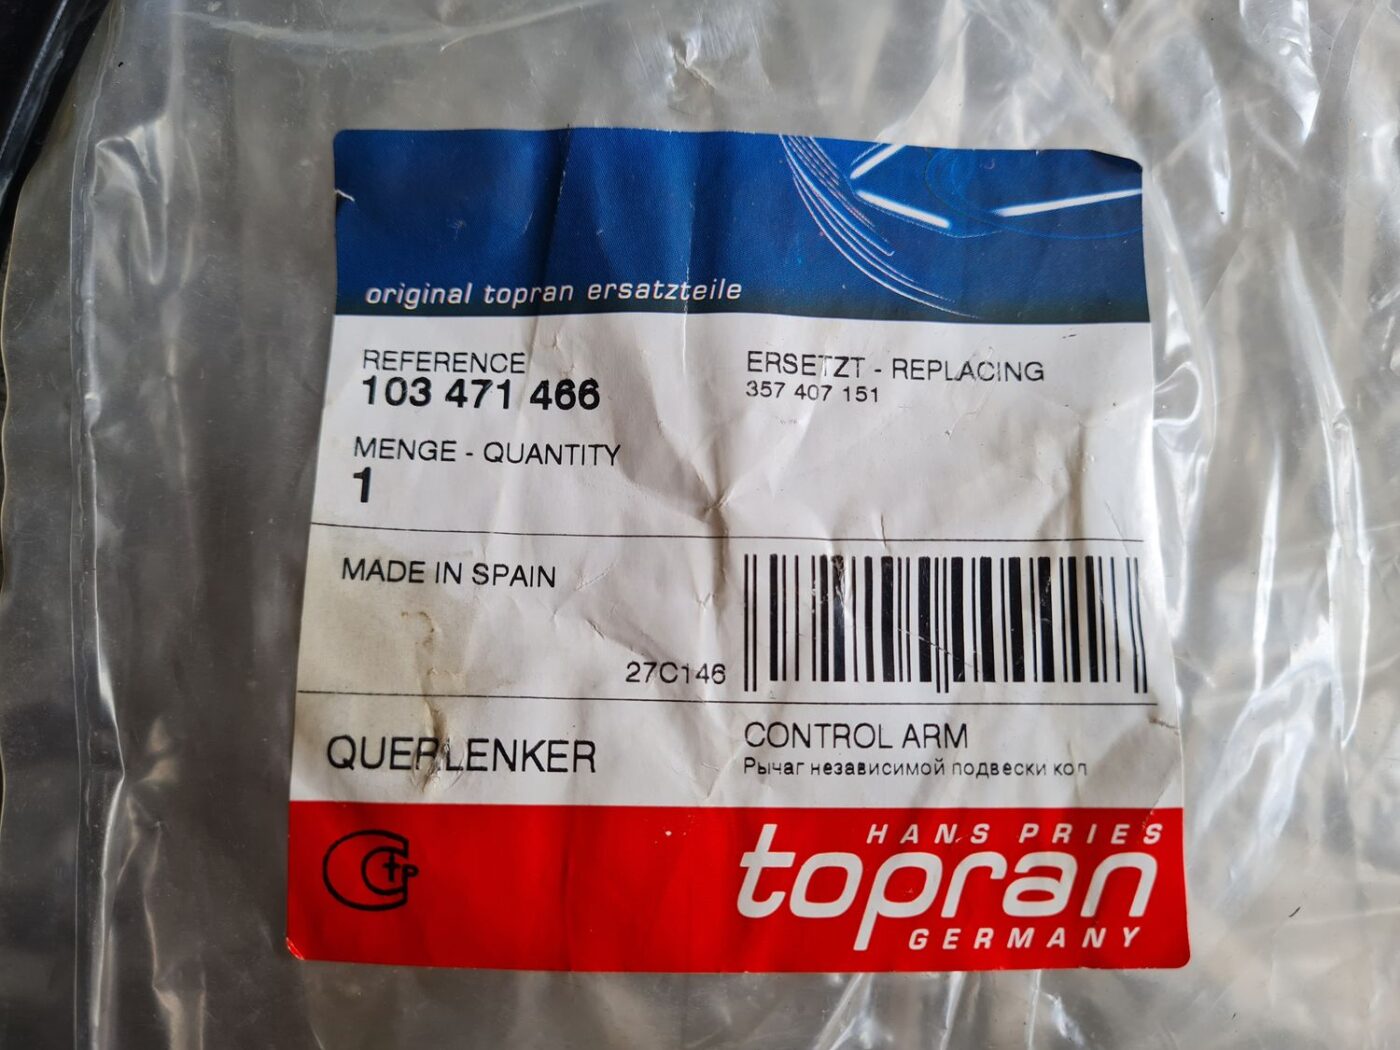 original topran ersatzteile
REFERENCE
103 471 466
ERSETZT - REPLACING
357 407 151
MENGE - QUANTITY
1
MADE IN SPAIN
27C146
QUERLENKER
CONTROL ARM
Рычаг независимой подвески кол
HANS PRIES
topran
GERMANY